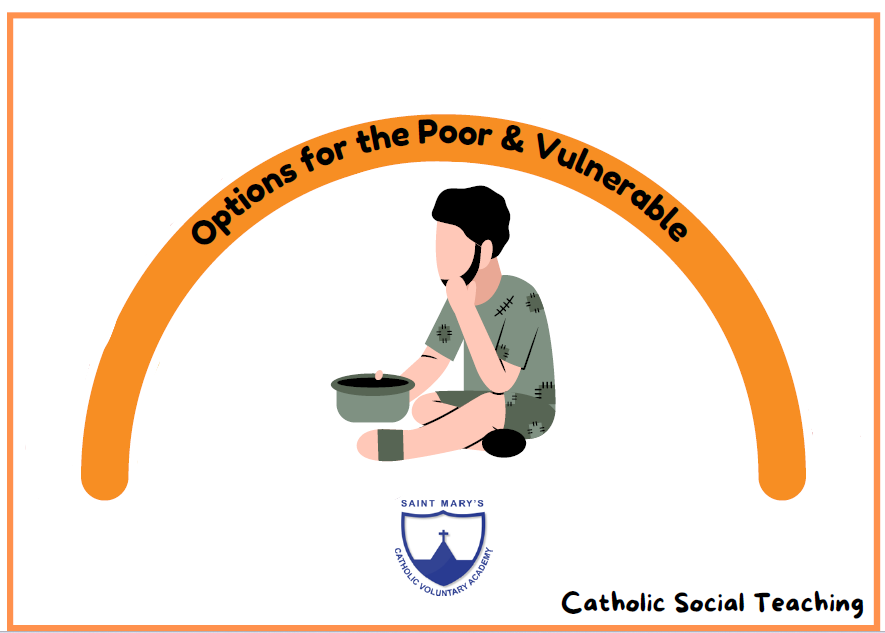 Options for the Poor & Vulnerable
SAINT MARY'S
CATHOLIC VOLUNTARY ACADEMY
Catholic Social Teaching